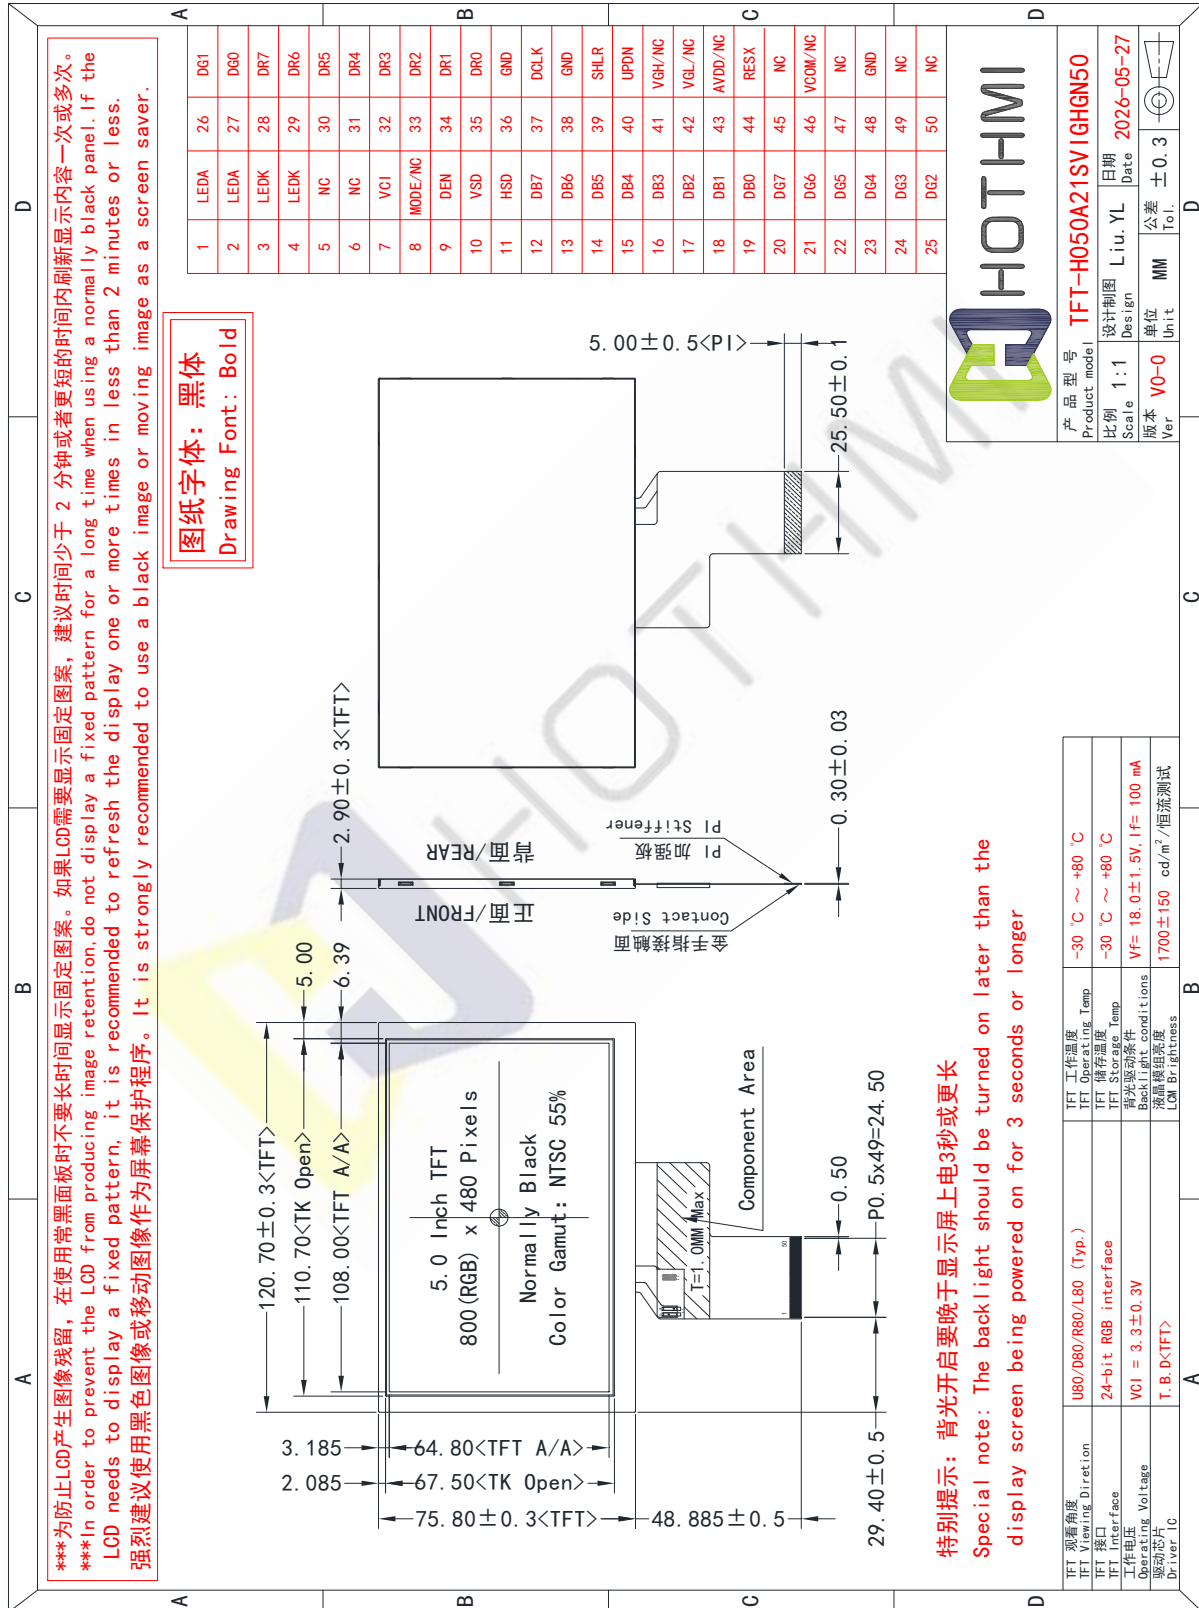 ***为防止LCD产生图像残留, 在使用常黑面板时不要长时间显示固定图案。如果LCD需要显示固定图案, 建议时间少于 2 分钟或者更短的时间内刷新显示内容一次或多次。
***In order to prevent the LCD from producing image retention,do not display a fixed pattern for a long time when using a normally black panel.If the
LCD needs to display a fixed pattern, it is recommended to refresh the display one or more times in less than 2 minutes or less.
强烈建议使用黑色图像或移动图像作为屏幕保护程序。It is strongly recommended to use a black image or moving image as a screen saver.
图纸字体: 黑体
Drawing Font: Bold
A
B
C
D
A
B
C
D
A
B
C
D
A
B
C
D
120.70±0.3<TFT>
110.70<TK Open>
5.00
108.00<TFT A/A>
6.39
2.90±0.3<TFT>
3.185
64.80<TFT A/A>
2.085
67.50<TK Open>
75.80±0.3<TFT>
48.885±0.5
5.0 Inch TFT
800(RGB) x 480 Pixels
Normally Black
Color Gamut: NTSC 55%
T=1.0MM Max
Component Area
1
50
0.50
P0.5x49=24.50
29.40±0.5
正面/FRONT
背面/REAR
金手指接触面
Contact Side
PI 加强板
PI Stiffener
0.30±0.03
5.00±0.5<PI>
25.50±0.1
1 LEDA 26 DG1
2 LEDA 27 DG0
3 LEDK 28 DR7
4 LEDK 29 DR6
5 NC 30 DR5
6 NC 31 DR4
7 VCI 32 DR3
8 MODE/NC 33 DR2
9 DEN 34 DR1
10 VSD 35 DR0
11 HSD 36 GND
12 DB7 37 DCLK
13 DB6 38 GND
14 DB5 39 SHLR
15 DB4 40 UPDN
16 DB3 41 VGH/NC
17 DB2 42 VGL/NC
18 DB1 43 AVDD/NC
19 DB0 44 RESX
20 DG7 45 NC
21 DG6 46 VCOM/NC
22 DG5 47 NC
23 DG4 48 GND
24 DG3 49 NC
25 DG2 50 NC
特别提示: 背光开启要晚于显示屏上电3秒或更长
Special note: The backlight should be turned on later than the
display screen being powered on for 3 seconds or longer
TFT 观看角度
TFT Viewing Diretion
U80/D80/R80/L80 (Typ.)
TFT 工作温度
TFT Operating Temp
-30 ℃ ~ +80 ℃
TFT 接口
TFT Interface
24-bit RGB interface
TFT 储存温度
TFT Storage Temp
-30 ℃ ~ +80 ℃
工作电压
Operating Voltage
VCI = 3.3±0.3V
背光驱动条件
Backlight conditions
Vf= 18.0±1.5V, If= 100 mA
驱动芯片
Driver IC
T.B.D<TFT>
液晶模组亮度
LCM Brightness
1700±150 cd/m²/恒流测试
HOTHMI
产 品 型 号
Product model
TFT-H050A21SVIGHGN50
比例
Scale
1:1
设计制图
Design
Liu.YL
日期
Date
2026-05-27
版本
Ver
V0-0
单位
Unit
MM
公差
Tol.
±0.3
HOTHMI